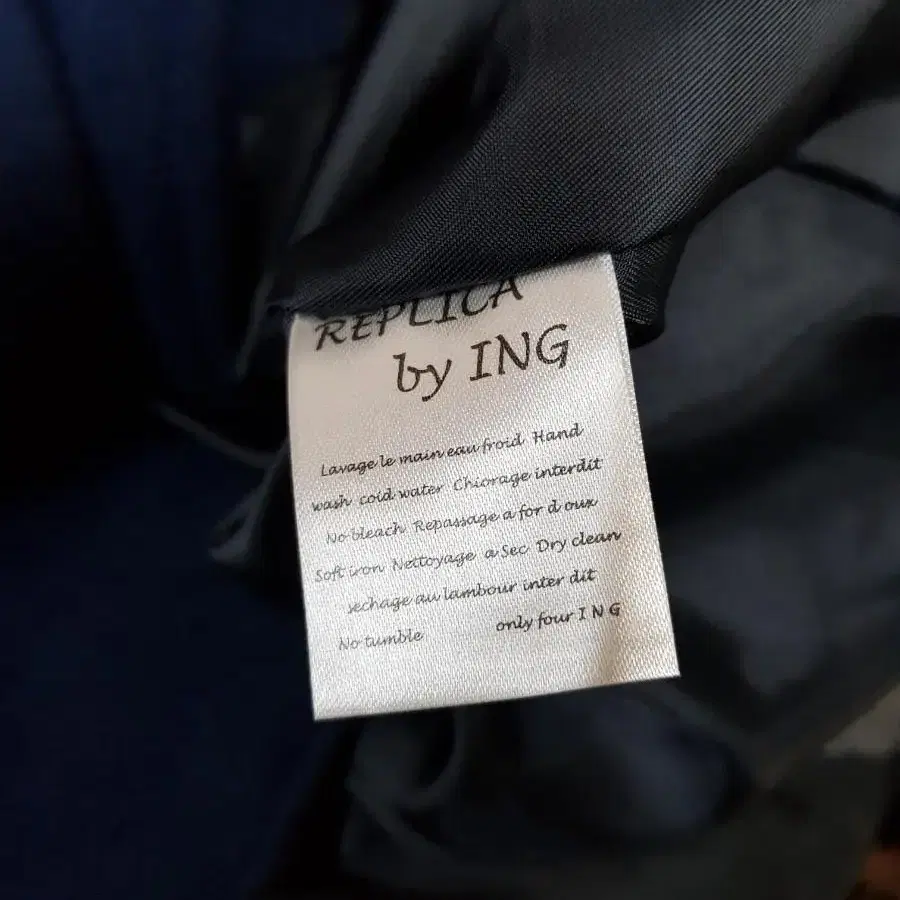 REPLICA
by ING
Lavage le main eau froid Hand
wash cold water Chiorage interdit
No bleach Repassage a for d oux
Soft iron Nettoyage a Sec Dry clean
sechage au lambour inter dit
No tumble only four I N G